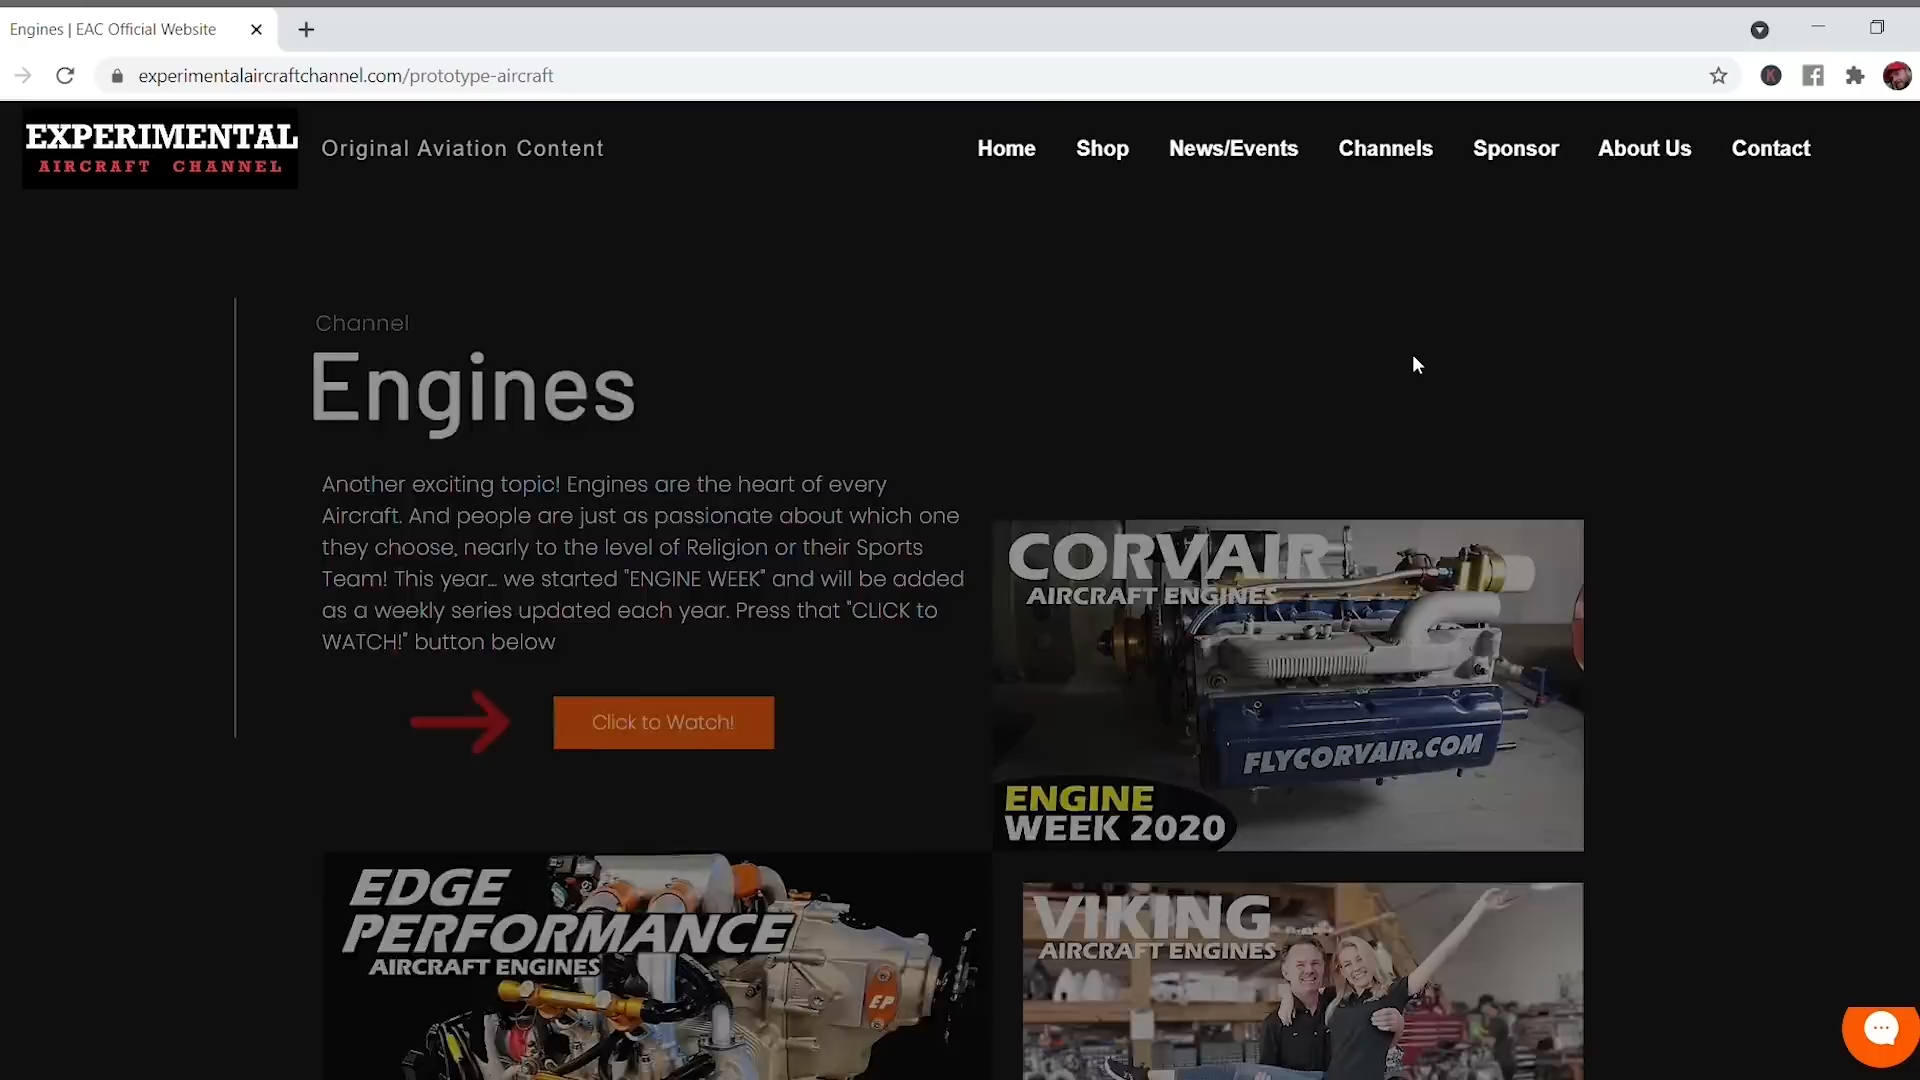 Engines | EAC Official Website
experimentalaircraftchannel.com/prototype-aircraft
K
EXPERIMENTAL
AIRCRAFT CHANNEL
Original Aviation Content
Home
Shop
News/Events
Channels
Sponsor
About Us
Contact
Channel
Engines
Another exciting topic! Engines are the heart of every
Aircraft. And people are just as passionate about which one
they choose, nearly to the level of Religion or their Sports
Team! This year... we started "ENGINE WEEK" and will be added
as a weekly series updated each year. Press that "CLICK to
WATCH!" button below
Click to Watch!
CORVAIR
AIRCRAFT ENGINES
FLYCORVAIR.COM
ENGINE
WEEK 2020
EDGE
PERFORMANCE
AIRCRAFT ENGINES
EP
VIKING
AIRCRAFT ENGINES